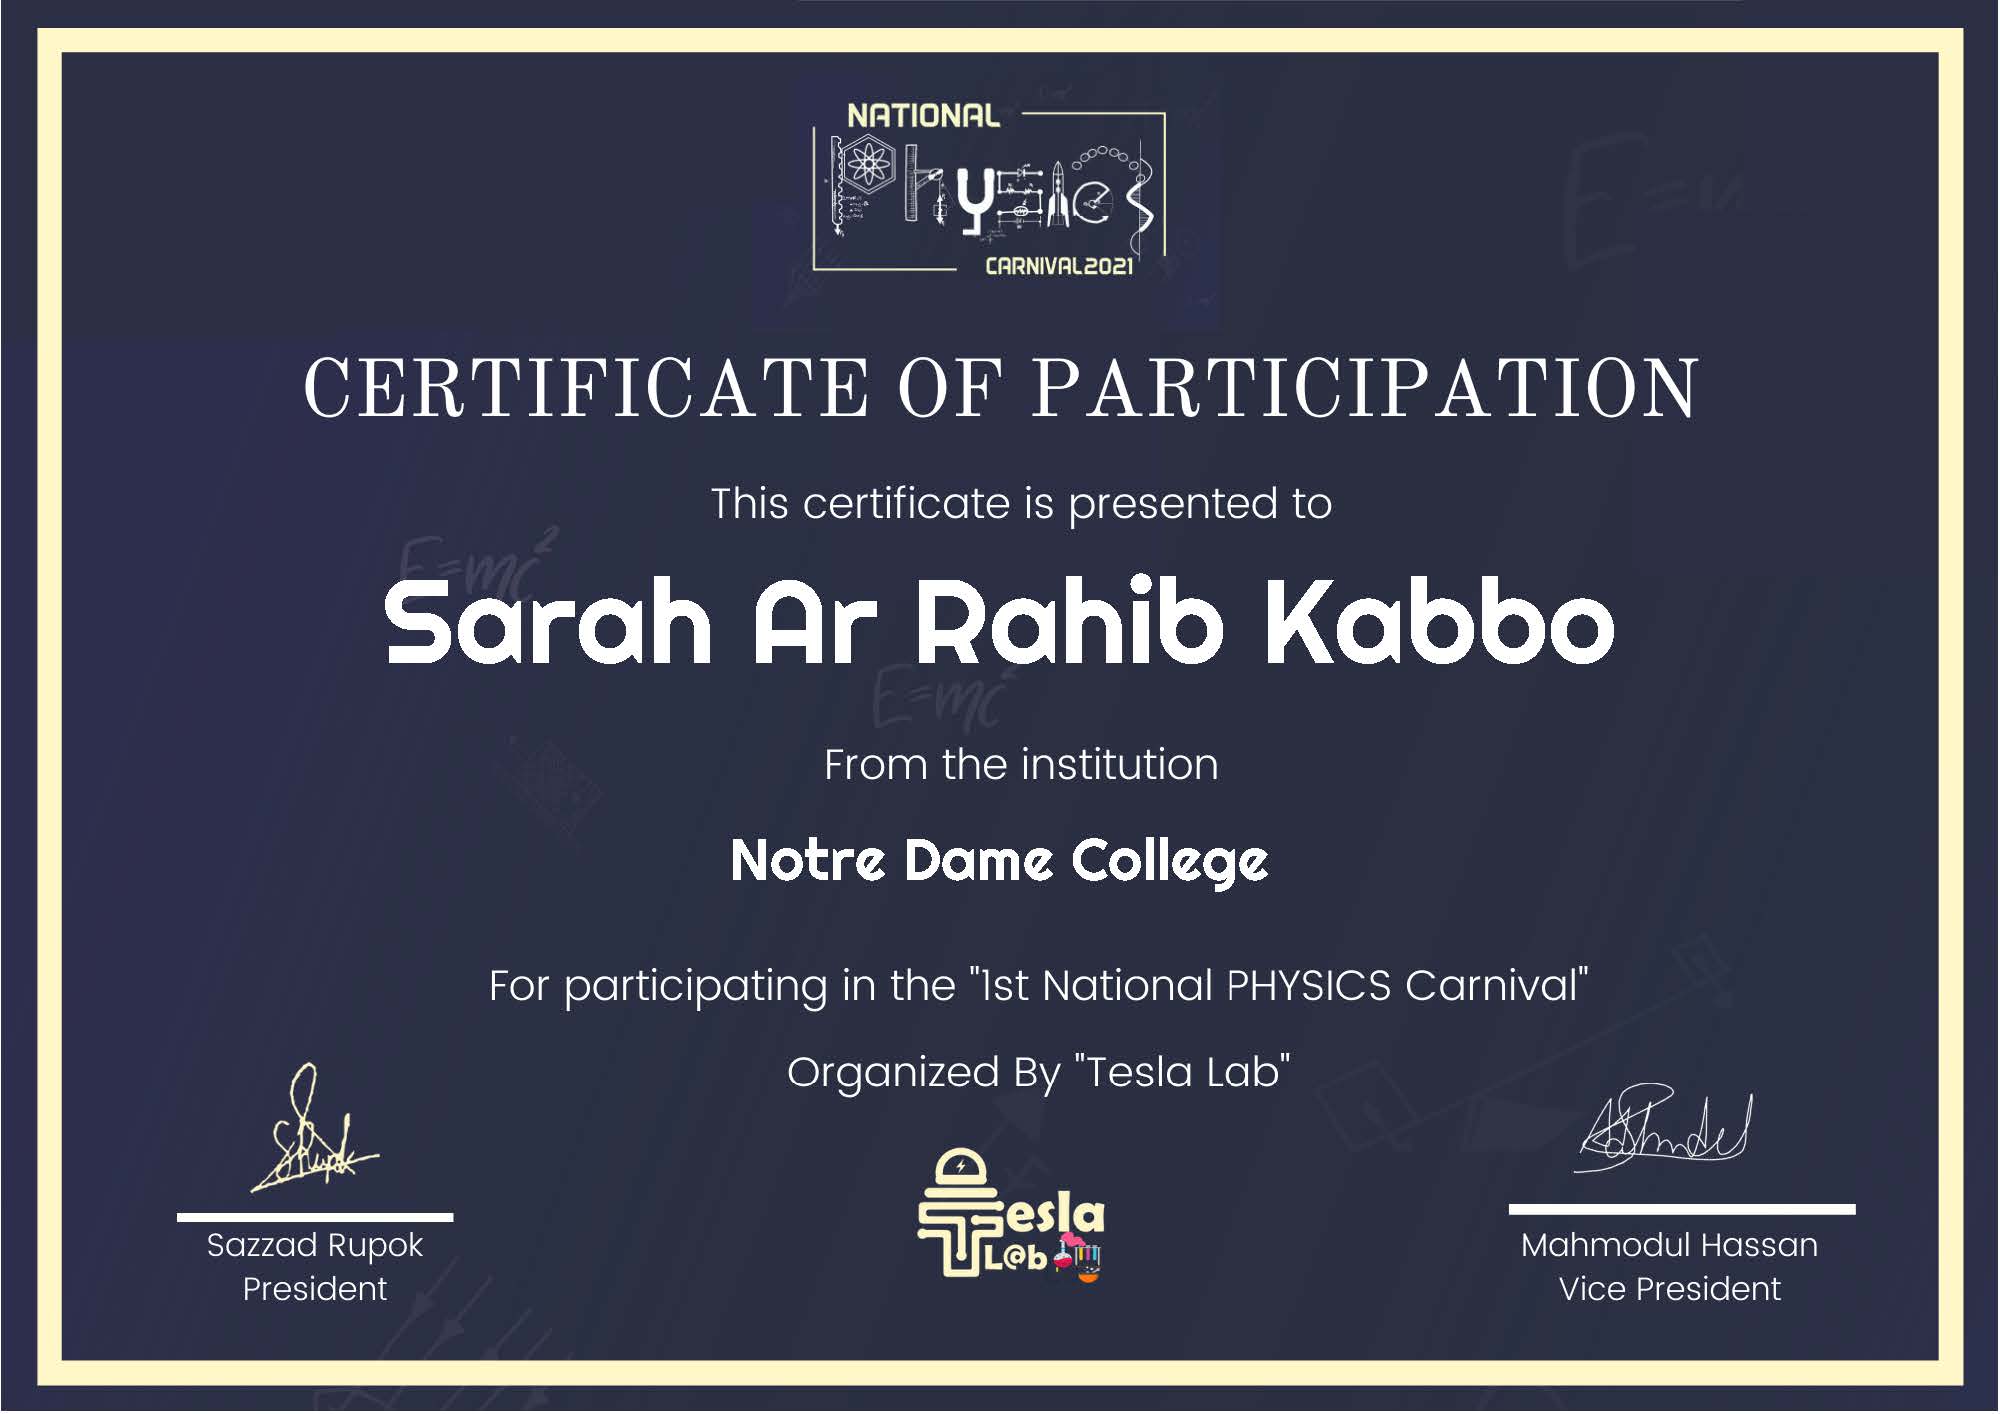 NATIONAL
Physics
CARNIVAL2021
CERTIFICATE OF PARTICIPATION
This certificate is presented to
E=mc²
Sarah Ar Rahib Kabbo
E=mc²
From the institution
Notre Dame College
For participating in the "1st National PHYSICS Carnival"
Organized By "Tesla Lab"
Tesla
L@b
Sazzad Rupok
President
Mahmodul Hassan
Vice President